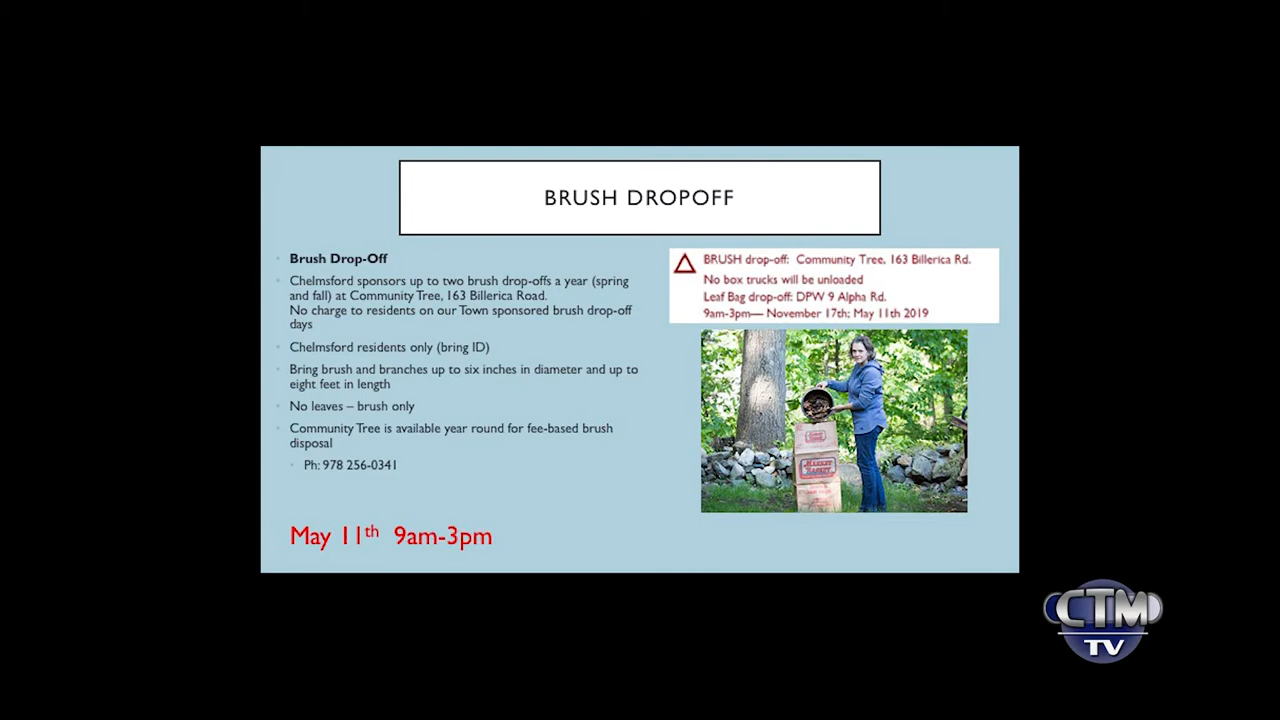 BRUSH DROPOFF
Brush Drop-Off
Chelmsford sponsors up to two brush drop-offs a year (spring
and fall) at Community Tree, 163 Billerica Road.
No charge to residents on our Town sponsored brush drop-off
days
Chelmsford residents only (bring ID)
Bring brush and branches up to six inches in diameter and up to
eight feet in length
No leaves – brush only
Community Tree is available year round for fee-based brush
disposal
Ph: 978 256-0341
May 11th 9am-3pm
BRUSH drop-off: Community Tree, 163 Billerica Rd.
No box trucks will be unloaded
Leaf Bag drop-off: DPW 9 Alpha Rd.
9am-3pm— November 17th; May 11th 2019
MARKET
BASKET
CTM
TV